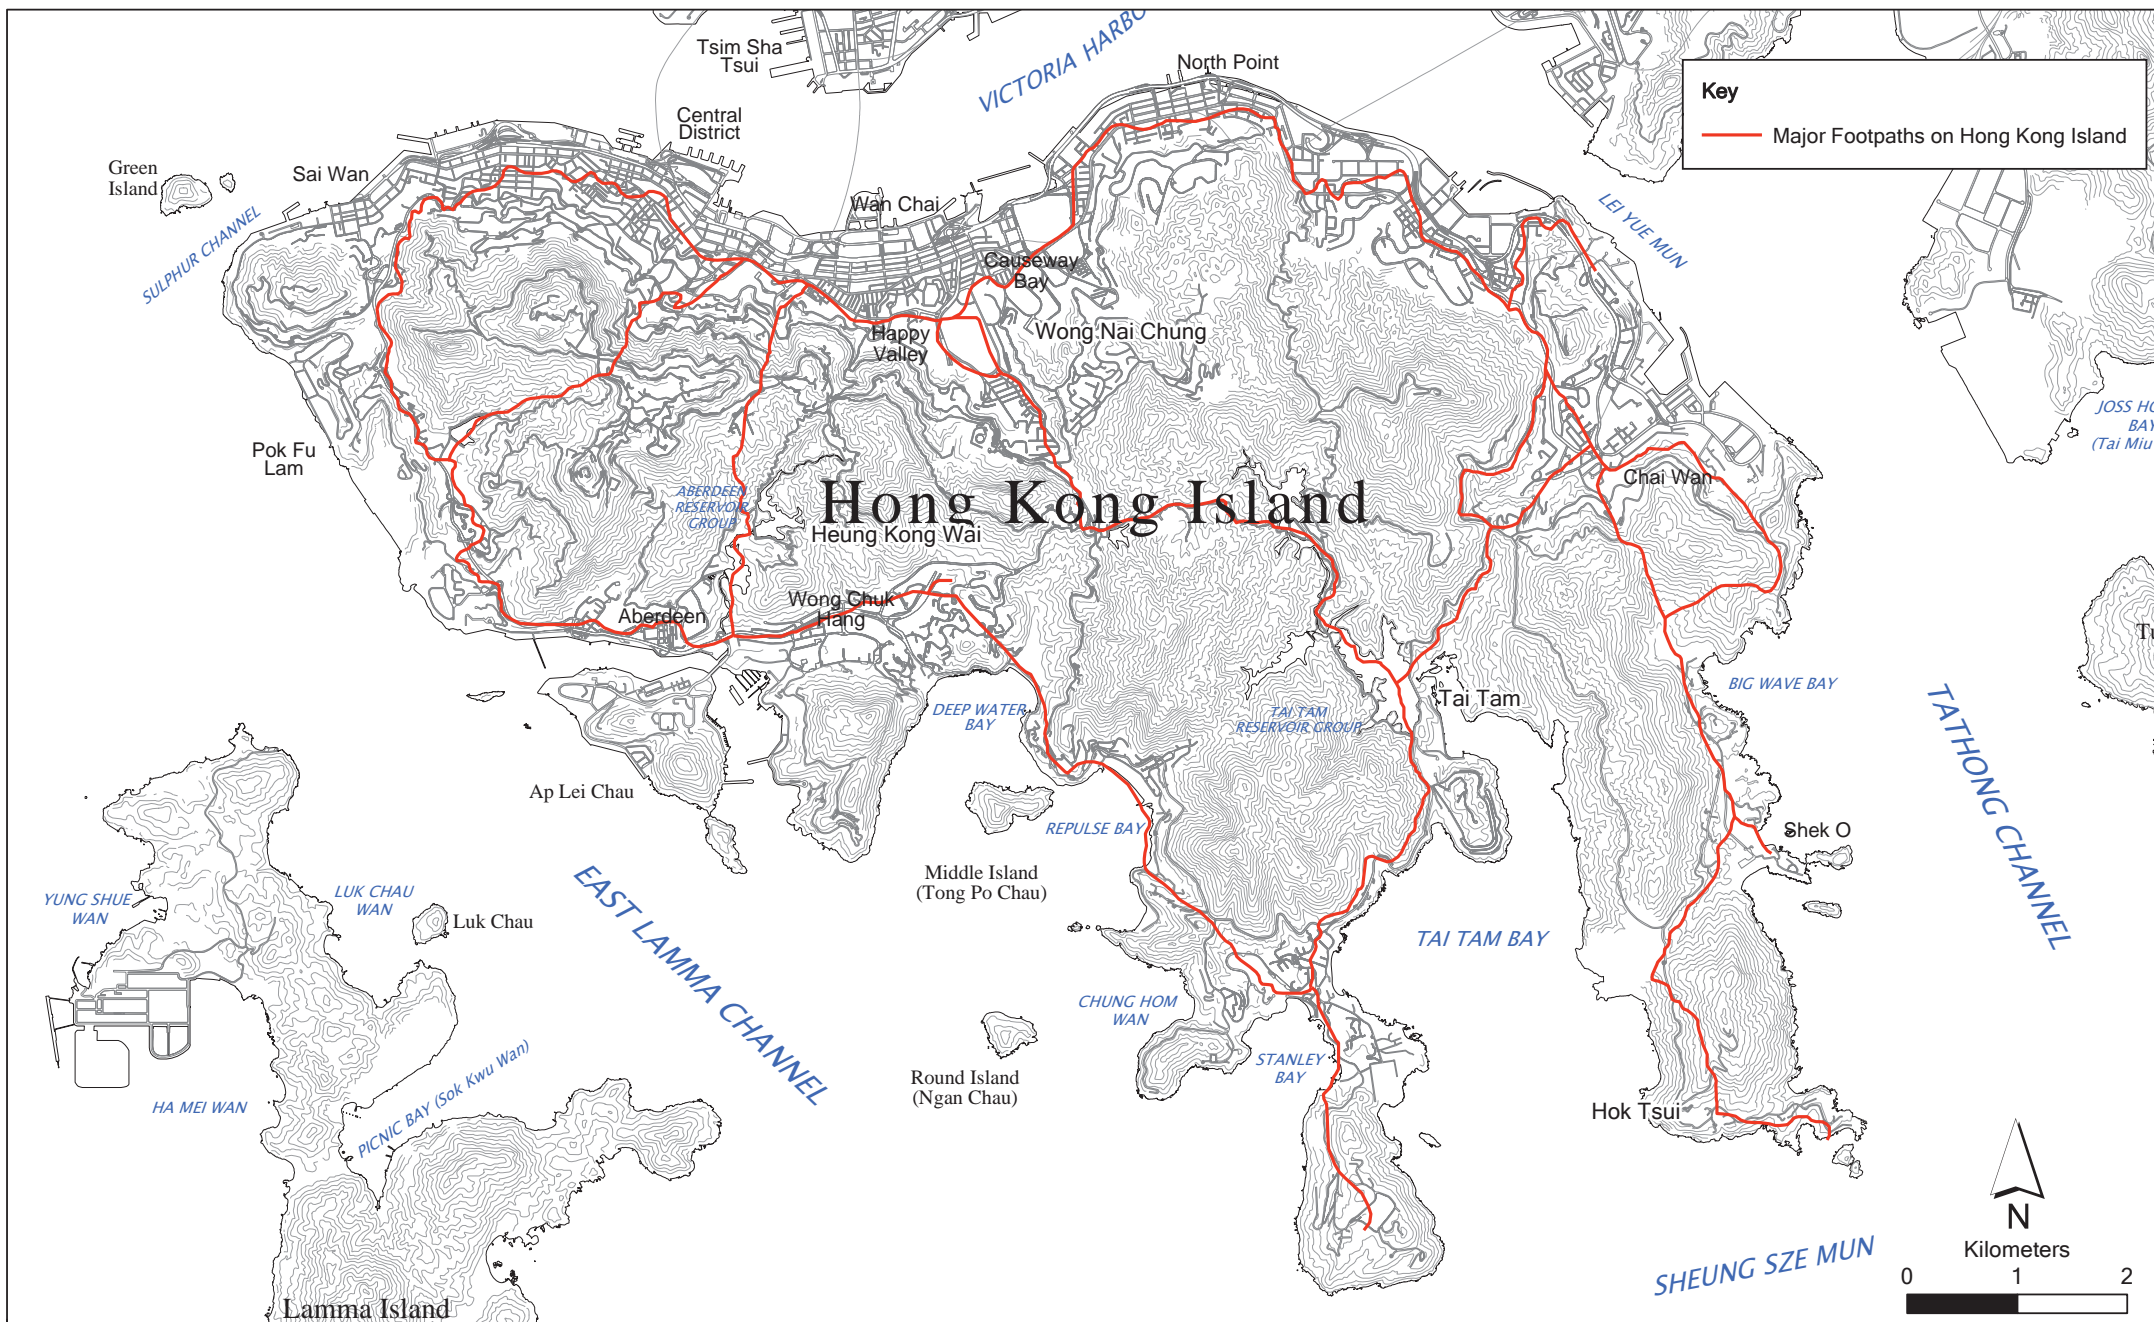 Tsim Sha
Tsui
VICTORIA HARBO
North Point
Key
Major Footpaths on Hong Kong Island
Central
District
Green
Island
Sai Wan
SULPHUR CHANNEL
Wan Chai
LEI YUE MUN
Causeway
Bay
Happy
Valley
Wong Nai Chung
JOSS HO
BAY
(Tai Miu
Pok Fu
Lam
ABERDEEN
RESERVOIR
GROUP
Hong Kong Island
Heung Kong Wai
Chai Wan
Aberdeen
Wong Chuk
Hang
Tu
BIG WAVE BAY
Tai Tam
TAI TAM
RESERVOIR GROUP
DEEP WATER
BAY
TATHONG CHANNEL
Ap Lei Chau
REPULSE BAY
Shek O
Middle Island
(Tong Po Chau)
EAST LAMMA CHANNEL
YUNG SHUE
WAN
LUK CHAU
WAN
Luk Chau
TAI TAM BAY
CHUNG HOM
WAN
STANLEY
BAY
Round Island
(Ngan Chau)
HA MEI WAN
PICNIC BAY (Sok Kwu Wan)
Hok Tsui
SHEUNG SZE MUN
Lamma Island
N
Kilometers
0 1 2